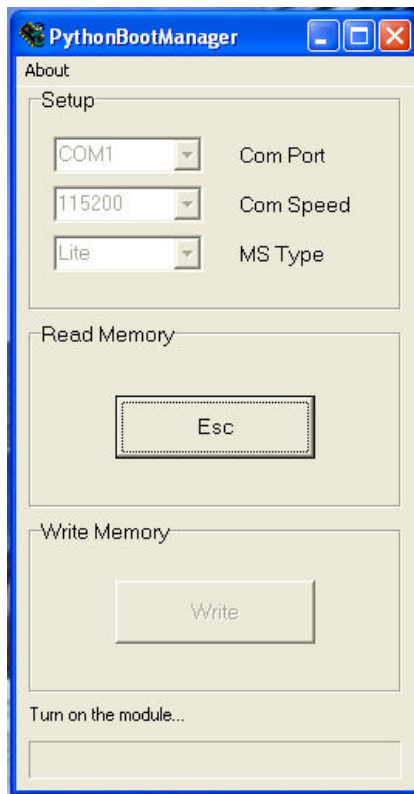 PythonBootManager
About
Setup
COM1 Com Port
115200 Com Speed
Lite MS Type
Read Memory
Esc
Write Memory
Write
Turn on the module...